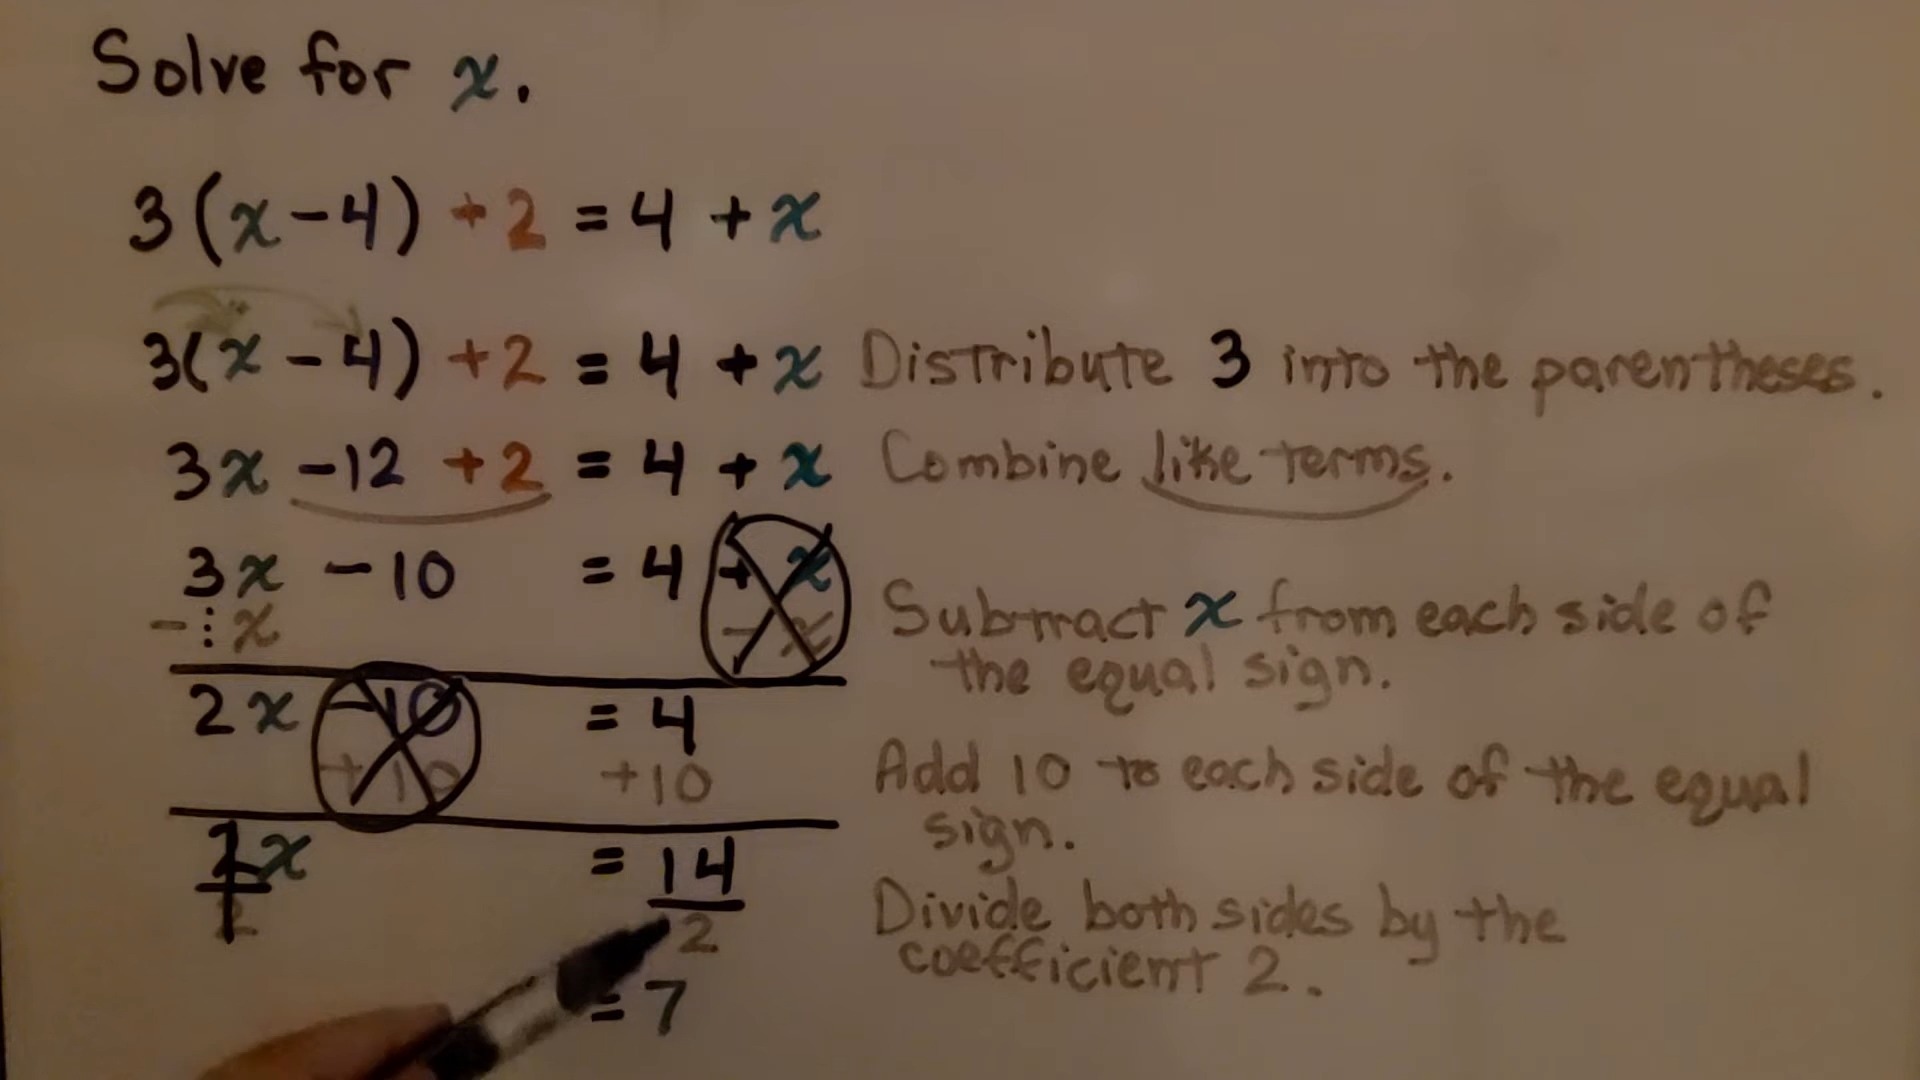 Solve for x.
3(x-4) +2 = 4 + x
3(x - 4) +2 = 4 + x Distribute 3 into the parentheses.
3x -12 +2 = 4 + x Combine like terms.
3x - 10 = 4 + x
- x - x Subtract x from each side of
the equal sign.
2x - 10 = 4
+ 10 +10 Add 10 to each side of the equal
sign.
2x = 14
2 2 Divide both sides by the
coefficient 2.
= 7